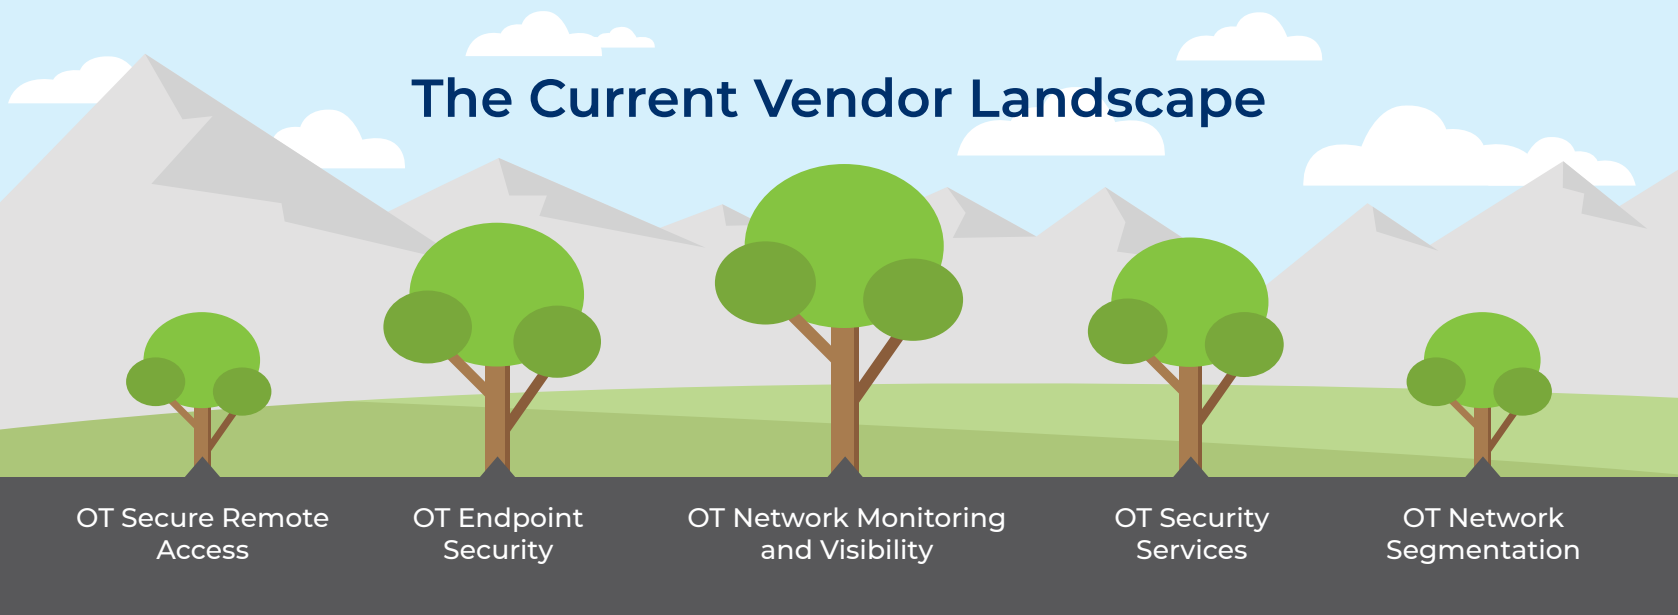 The Current Vendor Landscape
OT Secure Remote
Access
OT Endpoint
Security
OT Network Monitoring
and Visibility
OT Security
Services
OT Network
Segmentation